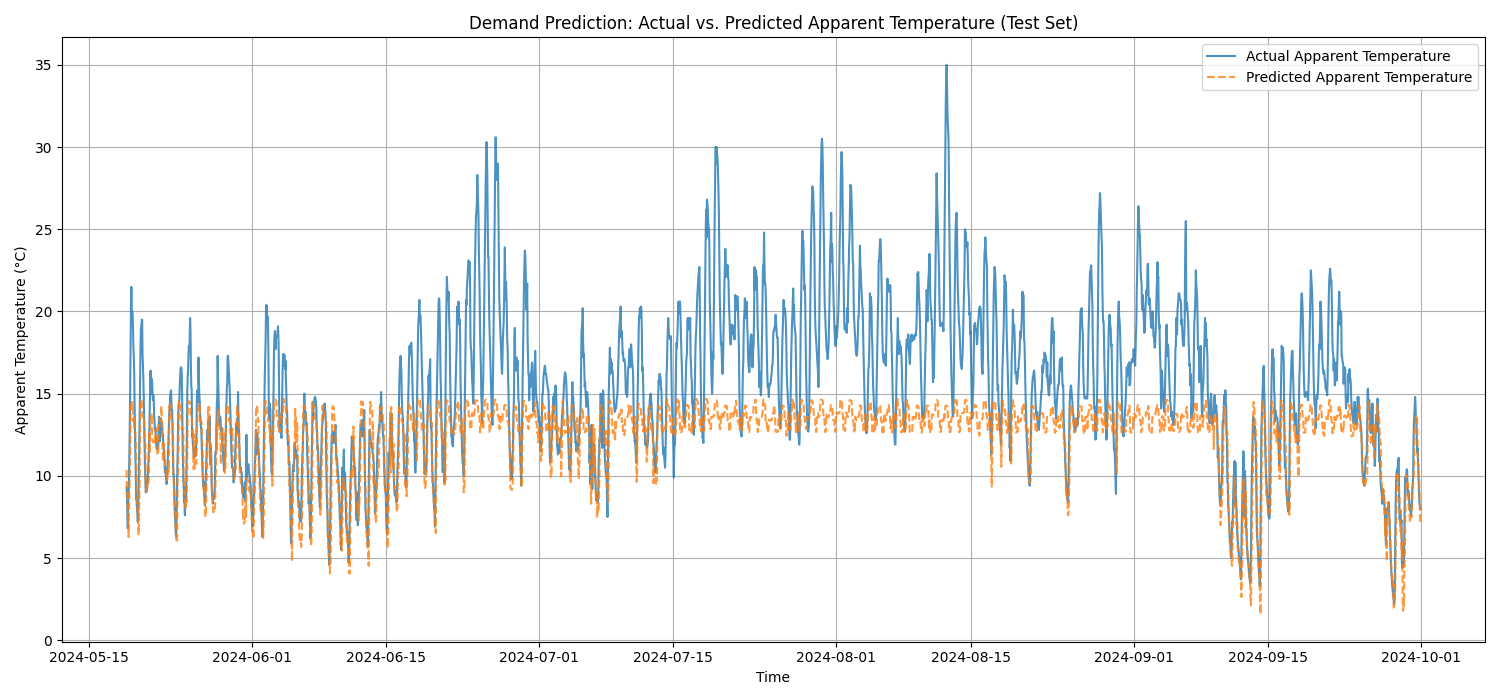 Demand Prediction: Actual vs. Predicted Apparent Temperature (Test Set)
Actual Apparent Temperature
Predicted Apparent Temperature
Apparent Temperature (°C)
35
30
25
20
15
10
5
0
2024-05-15 2024-06-01 2024-06-15 2024-07-01 2024-07-15 2024-08-01 2024-08-15 2024-09-01 2024-09-15 2024-10-01
Time